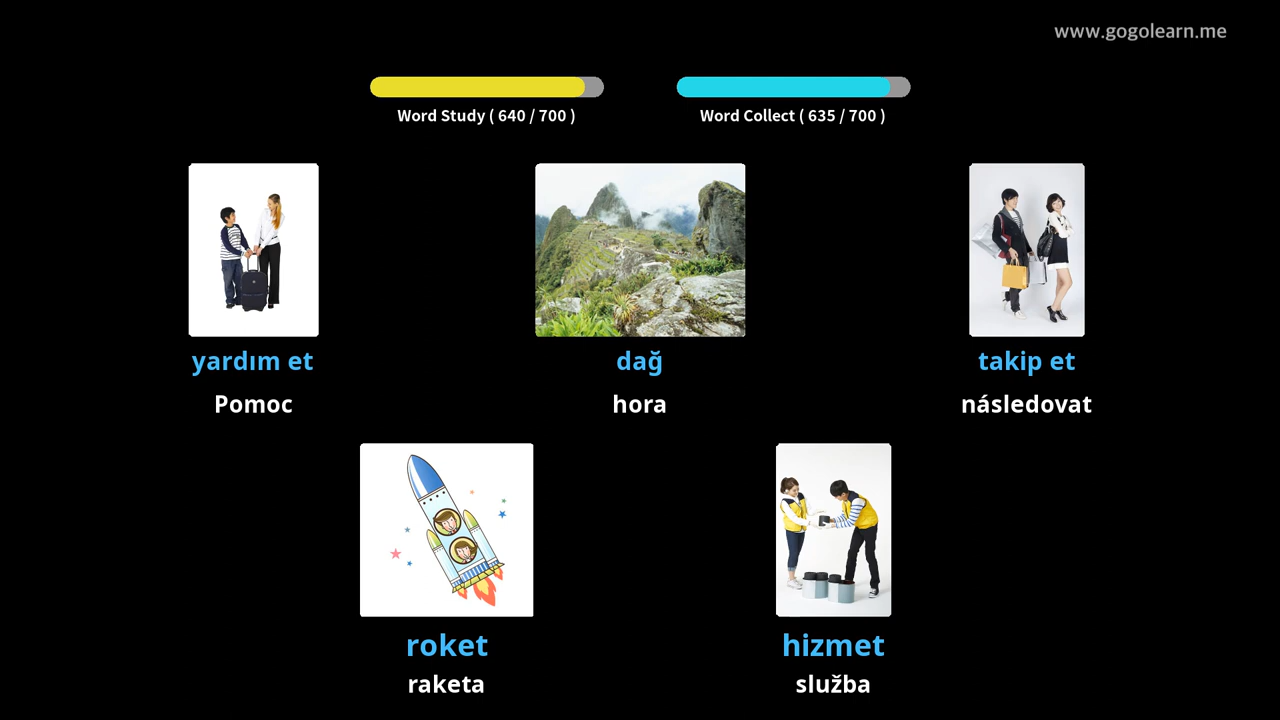 www.gogolearn.me
Word Study ( 640 / 700 )
Word Collect ( 635 / 700 )
yardım et
Pomoc
dağ
hora
takip et
následovat
roket
raketa
hizmet
služba